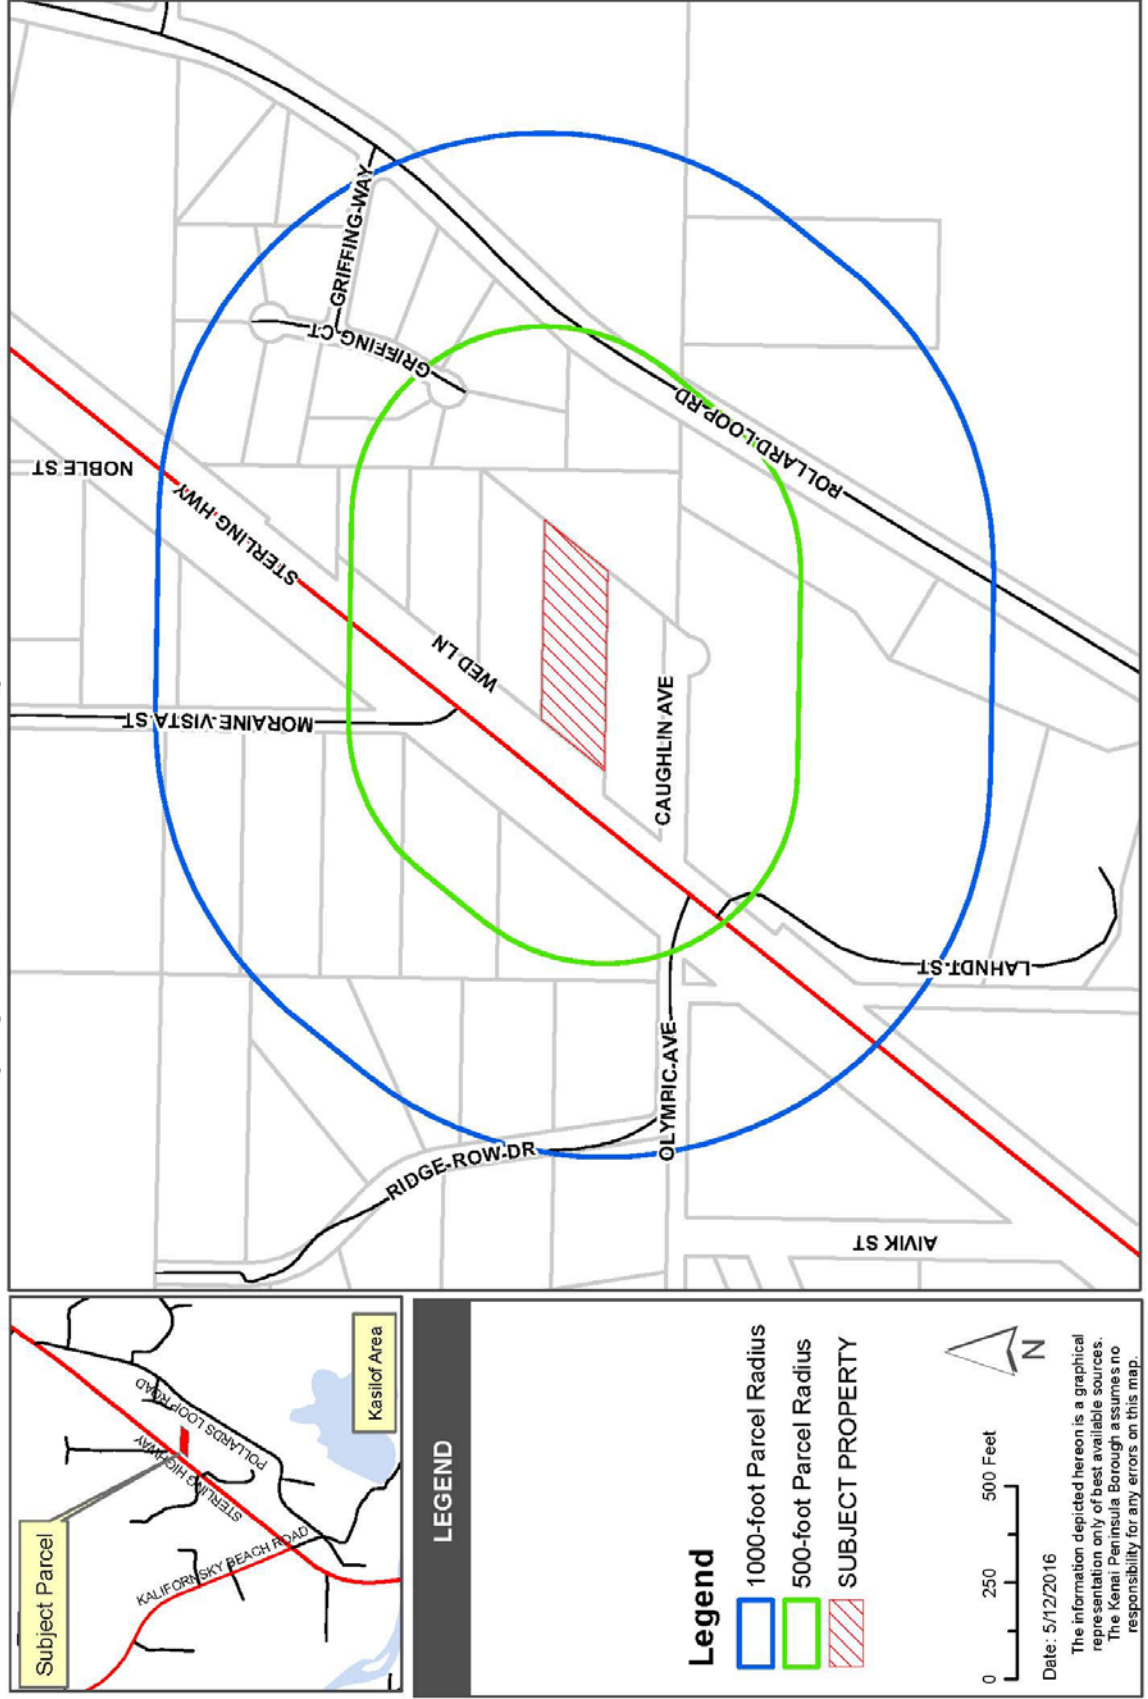 Subject Parcel
Kasilof Area
STERLING HIGHWAY
POLLARDS LOOP ROAD
KALIFORNSKY BEACH ROAD
LEGEND
Legend
1000-foot Parcel Radius
500-foot Parcel Radius
SUBJECT PROPERTY
0 250 500 Feet
N
Date: 5/12/2016
The information depicted hereon is a graphical
representation only of best available sources.
The Kenai Peninsula Borough assumes no
responsibility for any errors on this map.
NOBLE ST
STERLING HWY
MORAINE VISTA ST
WED LN
GRIFFING WAY
GRIFFING CT
POLLARD LOOP RD
CAUGHLIN AVE
RIDGE ROW DR
OLYMPIC AVE
LAHNDT ST
AIVIK ST